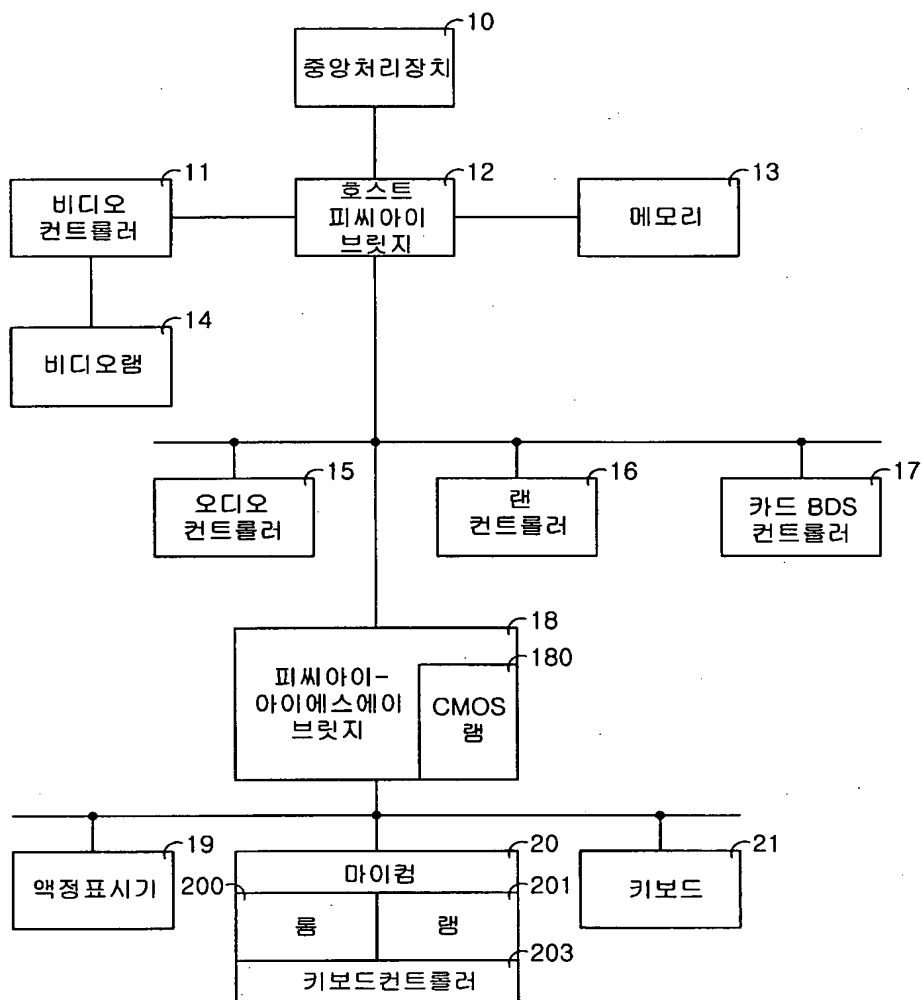 10
중앙처리장치
11
비디오
컨트롤러
12
호스트
피씨아이
브릿지
13
메모리
14
비디오램
15
오디오
컨트롤러
16
랜
컨트롤러
17
카드 BDS
컨트롤러
18
피씨아이-
아이에스에이
브릿지
180
CMOS
램
19
액정표시기
20
마이컴
200
롬
201
램
203
키보드컨트롤러
21
키보드